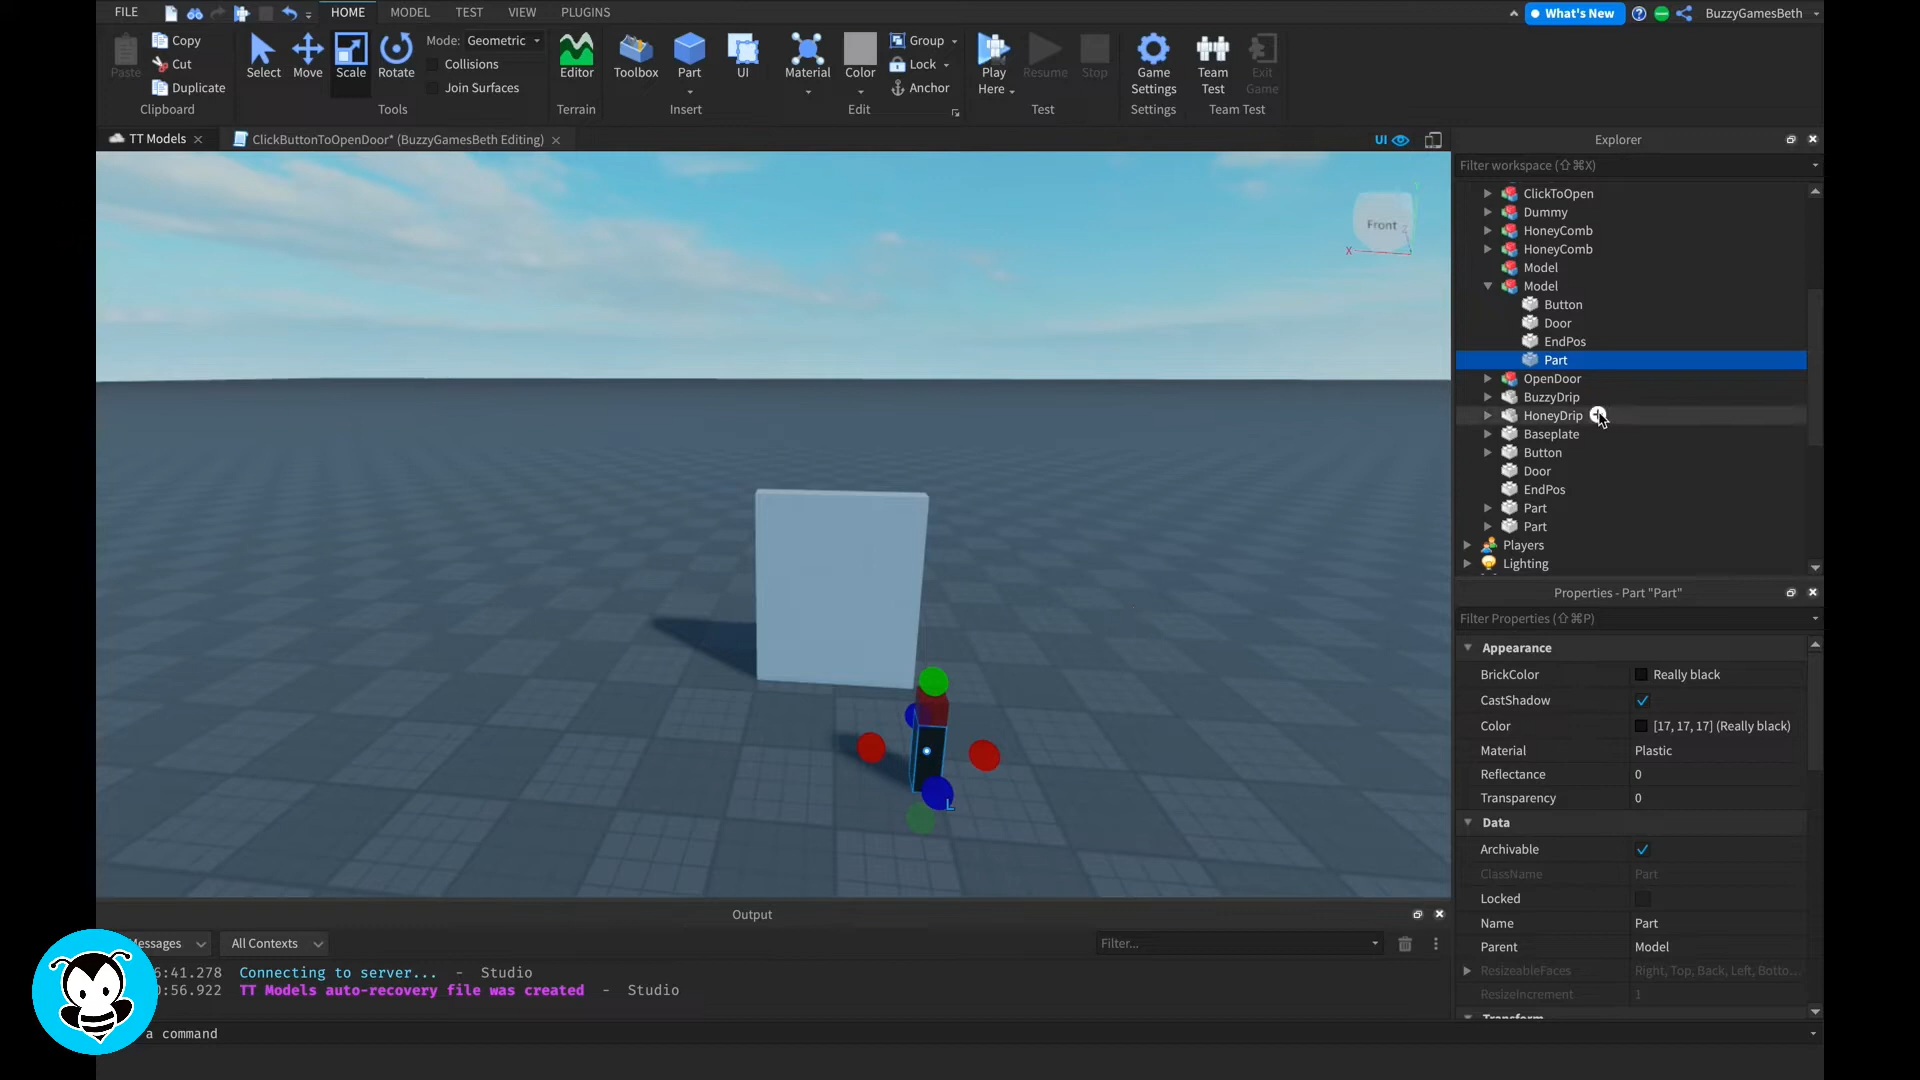 FILE HOME MODEL TEST VIEW PLUGINS What's New BuzzyGamesBeth
Paste Copy Cut Duplicate Clipboard
Select Move Scale Rotate Mode: Geometric Collisions Join Surfaces Tools
Editor Terrain
Toolbox Part UI Insert
Material Color Group Lock Anchor Edit
Play Here Resume Stop Test
Game Settings Settings
Team Test Exit Game Team Test
TT Models ClickButtonToOpenDoor* (BuzzyGamesBeth Editing) UI
Front
X
Z
L
Explorer
Filter workspace (⇧⌘X)
ClickToOpen
Dummy
HoneyComb
HoneyComb
Model
Model
Button
Door
EndPos
Part
OpenDoor
BuzzyDrip
HoneyDrip
Baseplate
Button
Door
EndPos
Part
Part
Players
Lighting
Properties - Part "Part"
Filter Properties (⇧⌘P)
Appearance
BrickColor Really black
CastShadow
Color [17, 17, 17] (Really black)
Material Plastic
Reflectance 0
Transparency 0
Data
Archivable
ClassName Part
Locked
Name Part
Parent Model
ResizeableFaces Right, Top, Back, Left, Botto...
ResizeIncrement 1
Transform
Output
Messages All Contexts Filter...
6:41.278 Connecting to server... - Studio
:56.922 TT Models auto-recovery file was created - Studio
a command